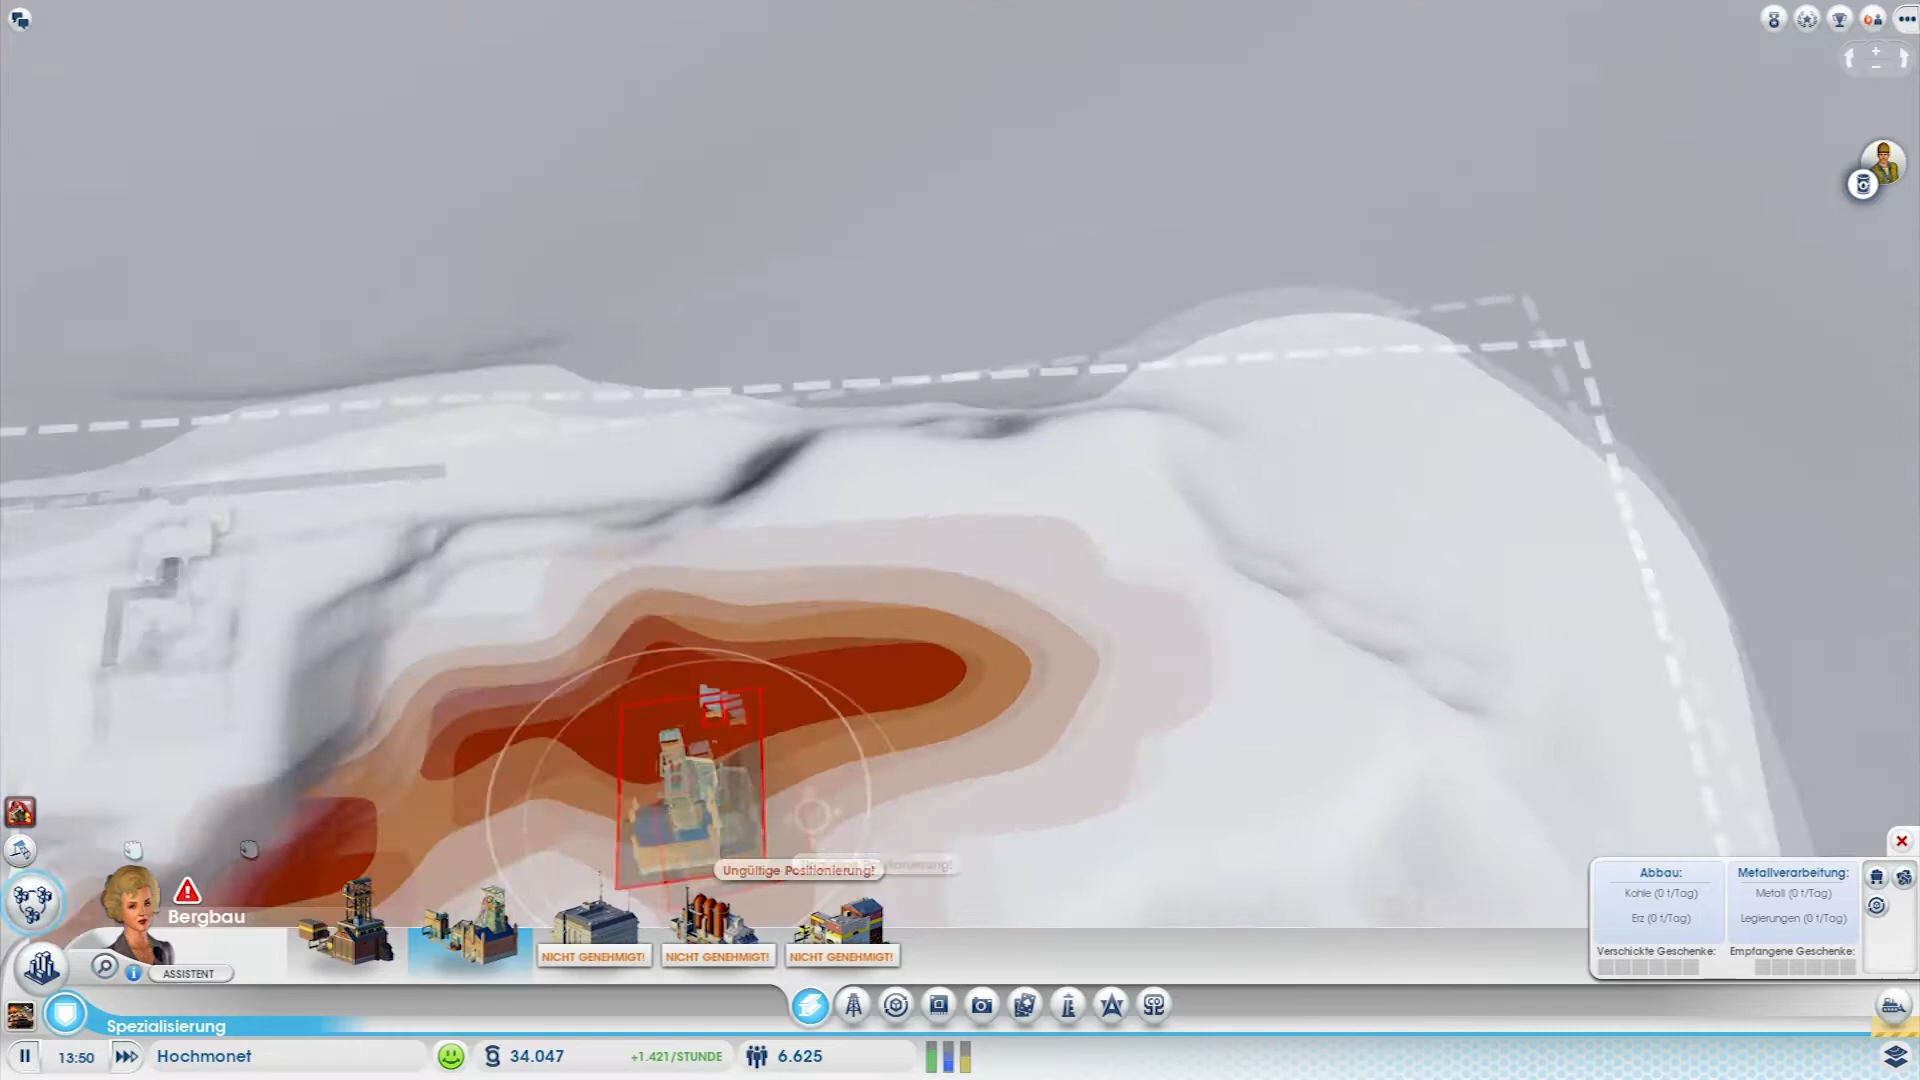 Ungültige Positionierung!
Abbau:
Kohle (0 t/Tag)
Erz (0 t/Tag)
Metallverarbeitung:
Metall (0 t/Tag)
Legierungen (0 t/Tag)
Verschickte Geschenke:
Empfangene Geschenke:
Bergbau
NICHT GENEHMIGT!
NICHT GENEHMIGT!
NICHT GENEHMIGT!
ASSISTENT
Spezialisierung
13:50
Hochmonet
34.047
+1.421/STUNDE
6.625